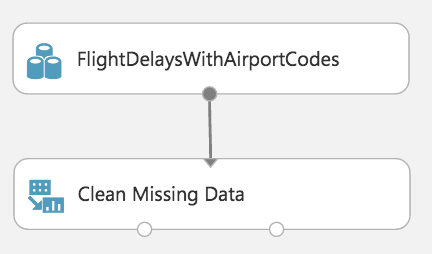 FlightDelaysWithAirportCodes
Clean Missing Data